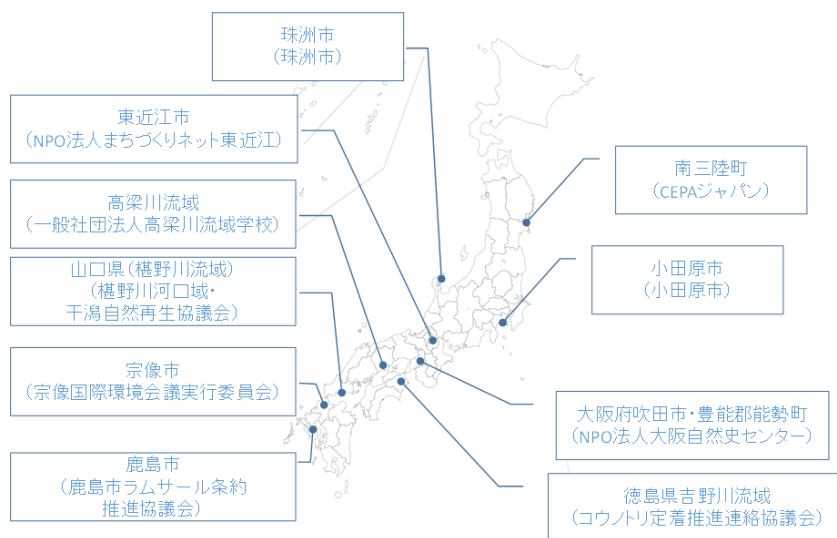 珠洲市
（珠洲市）
東近江市
（NPO法人まちづくりネット東近江）
高梁川流域
（一般社団法人高梁川流域学校）
山口県（椹野川流域）
（椹野川河口域・
干潟自然再生協議会）
宗像市
（宗像国際環境会議実行委員会）
鹿島市
（鹿島市ラムサール条約
推進協議会）
南三陸町
（CEPAジャパン）
小田原市
（小田原市）
大阪府吹田市・豊能郡能勢町
（NPO法人大阪自然史センター）
徳島県吉野川流域
（コウノトリ定着推進連絡協議会）